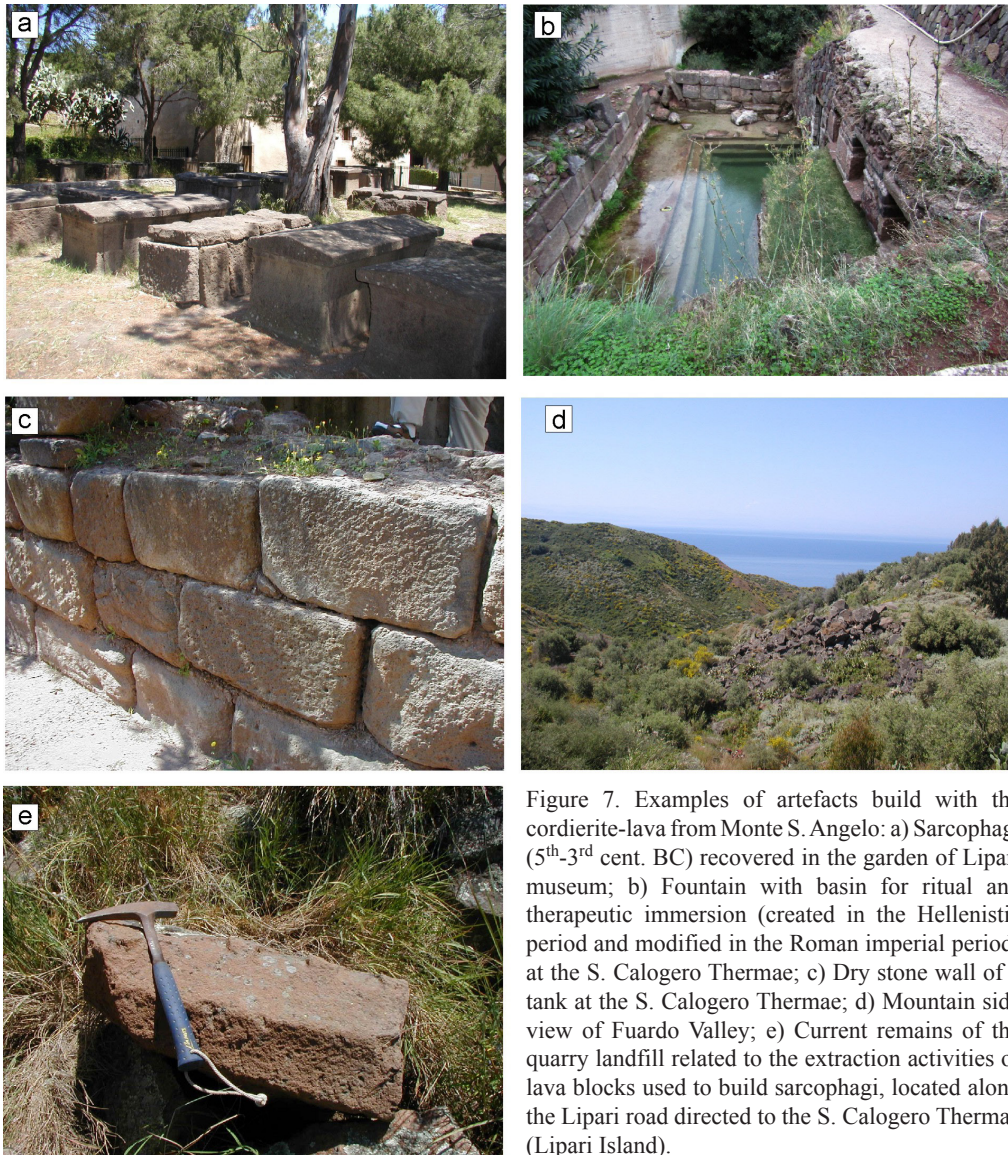 a
b
c
d
e
Figure 7. Examples of artefacts build with th
cordierite-lava from Monte S. Angelo: a) Sarcophag
(5th-3rd cent. BC) recovered in the garden of Lipar
museum; b) Fountain with basin for ritual an
therapeutic immersion (created in the Hellenisti
period and modified in the Roman imperial period
at the S. Calogero Thermae; c) Dry stone wall of
tank at the S. Calogero Thermae; d) Mountain sid
view of Fuardo Valley; e) Current remains of th
quarry landfill related to the extraction activities o
lava blocks used to build sarcophagi, located alon
the Lipari road directed to the S. Calogero Therma
(Lipari Island).